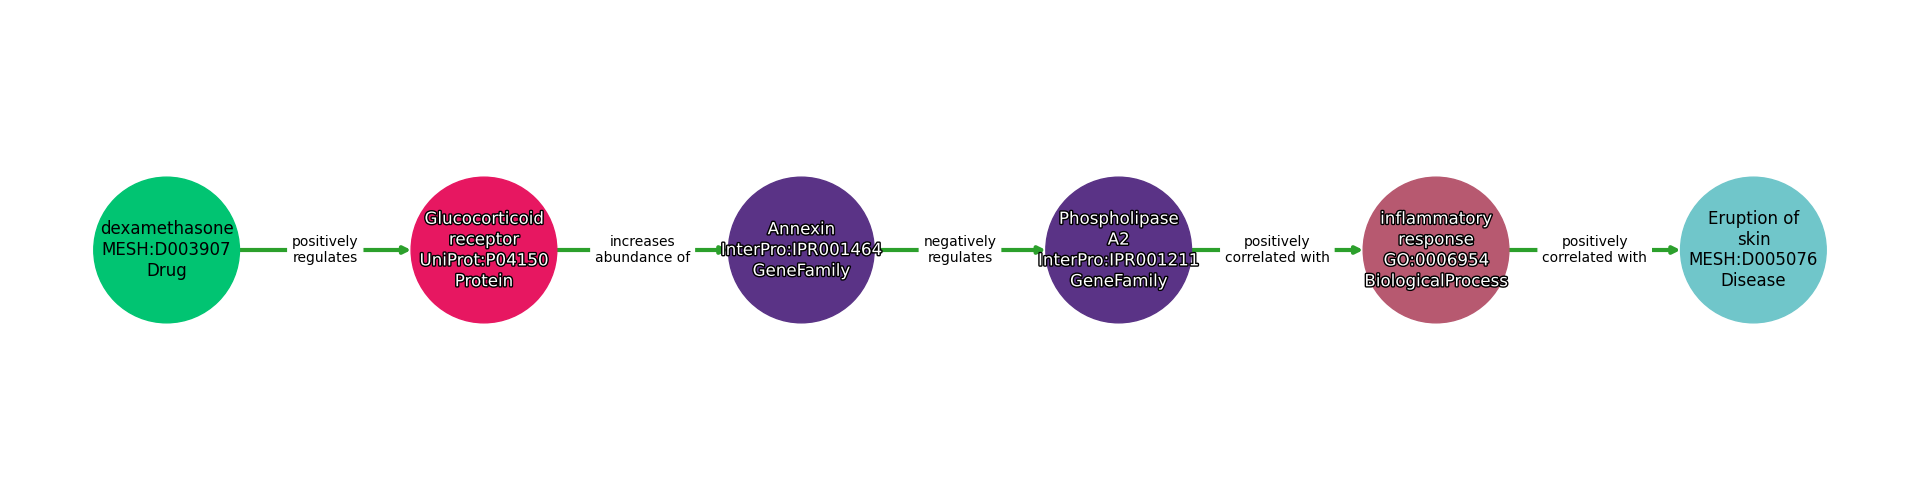 dexamethasone
MESH:D003907
Drug
positively
regulates
Glucocorticoid
receptor
UniProt:P04150
Protein
increases
abundance of
Annexin
InterPro:IPR001464
GeneFamily
negatively
regulates
Phospholipase
A2
InterPro:IPR001211
GeneFamily
positively
correlated with
inflammatory
response
GO:0006954
BiologicalProcess
positively
correlated with
Eruption of
skin
MESH:D005076
Disease